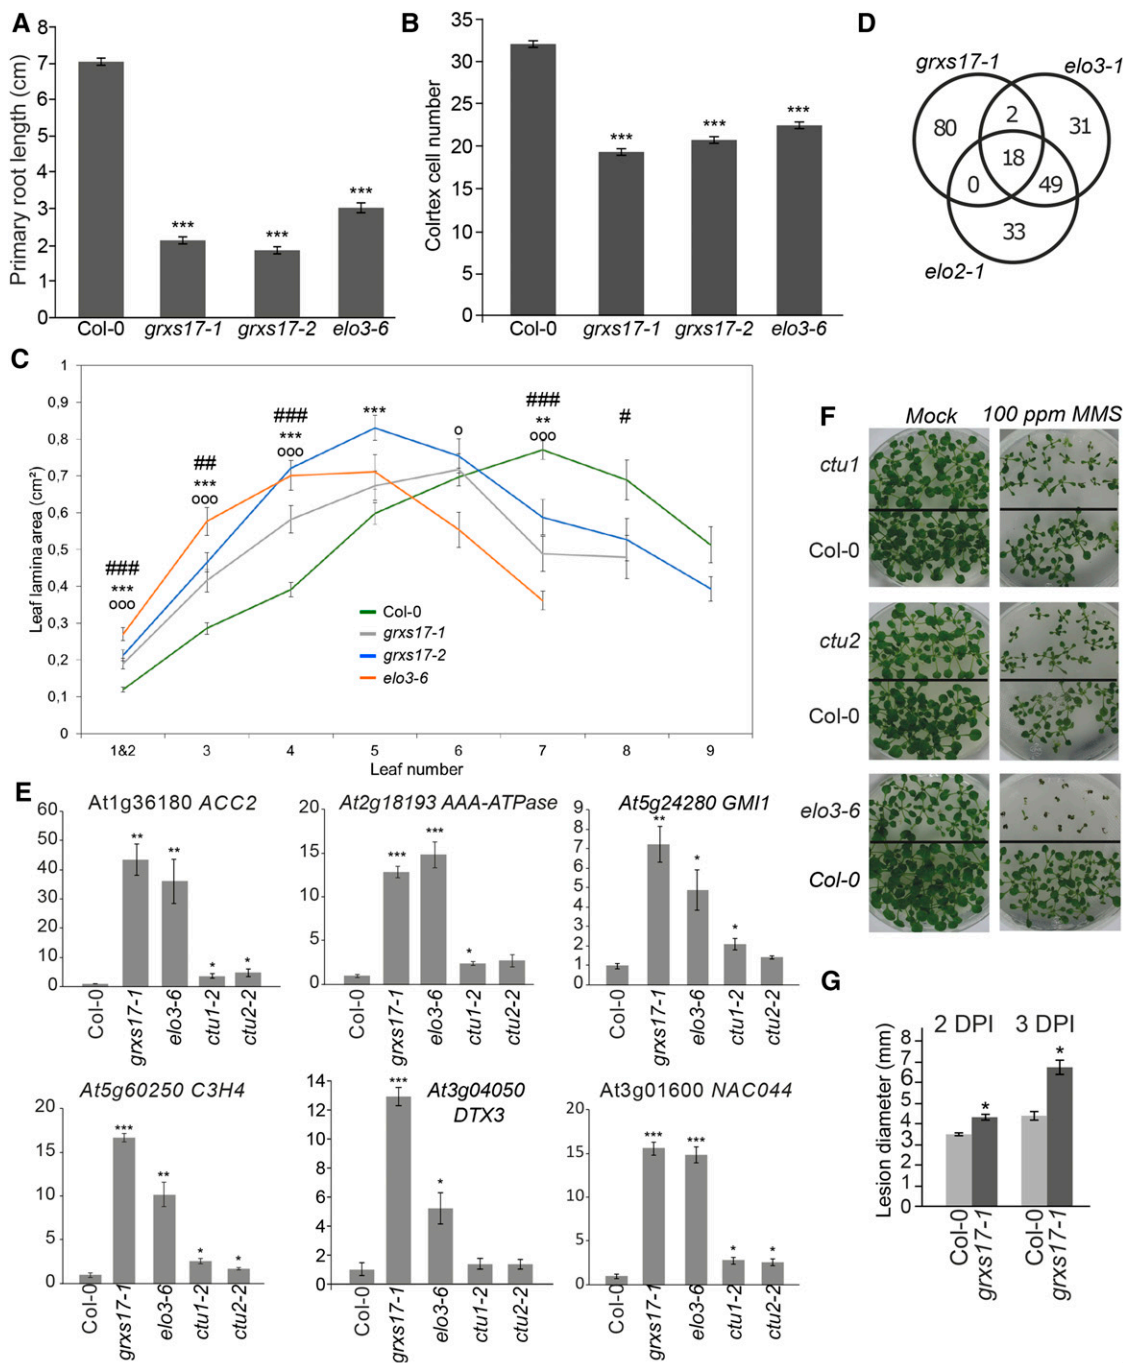 A
Primary root length (cm)
8
7
6
5
4
3
2
1
0
***
***
***
Col-0
grxs17-1
grxs17-2
elo3-6
B
Colrtex cell number
35
30
25
20
15
10
5
0
***
***
***
Col-0
grxs17-1
grxs17-2
elo3-6
D
grxs17-1
elo3-1
80
2
31
18
0
49
33
elo2-1
C
Leaf lamina area (cm²)
1
0,9
0,8
0,7
0,6
0,5
0,4
0,3
0,2
0,1
0
###
***
ooo
##
***
ooo
###
***
ooo
***
o
###
**
ooo
#
Col-0
grxs17-1
grxs17-2
elo3-6
1&2
3
4
5
6
7
8
9
Leaf number
E
At1g36180 ACC2
60
50
40
30
20
10
0
**
**
*
*
Col-0
grxs17-1
elo3-6
ctu1-2
ctu2-2
At2g18193 AAA-ATPase
20
15
10
5
0
***
***
*
Col-0
grxs17-1
elo3-6
ctu1-2
ctu2-2
At5g24280 GMI1
9
8
7
6
5
4
3
2
1
0
**
*
*
Col-0
grxs17-1
elo3-6
ctu1-2
ctu2-2
At5g60250 C3H4
20
15
10
5
0
***
**
*
*
Col-0
grxs17-1
elo3-6
ctu1-2
ctu2-2
At3g04050
DTX3
14
12
10
8
6
4
2
0
***
*
Col-0
grxs17-1
elo3-6
ctu1-2
ctu2-2
At3g01600 NAC044
20
15
10
5
0
***
***
*
*
Col-0
grxs17-1
elo3-6
ctu1-2
ctu2-2
F
Mock
100 ppm MMS
ctu1
Col-0
ctu2
Col-0
elo3-6
Col-0
G
2 DPI
3 DPI
Lesion diameter (mm)
8
7
6
5
4
3
2
1
0
*
*
Col-0
grxs17-1
Col-0
grxs17-1